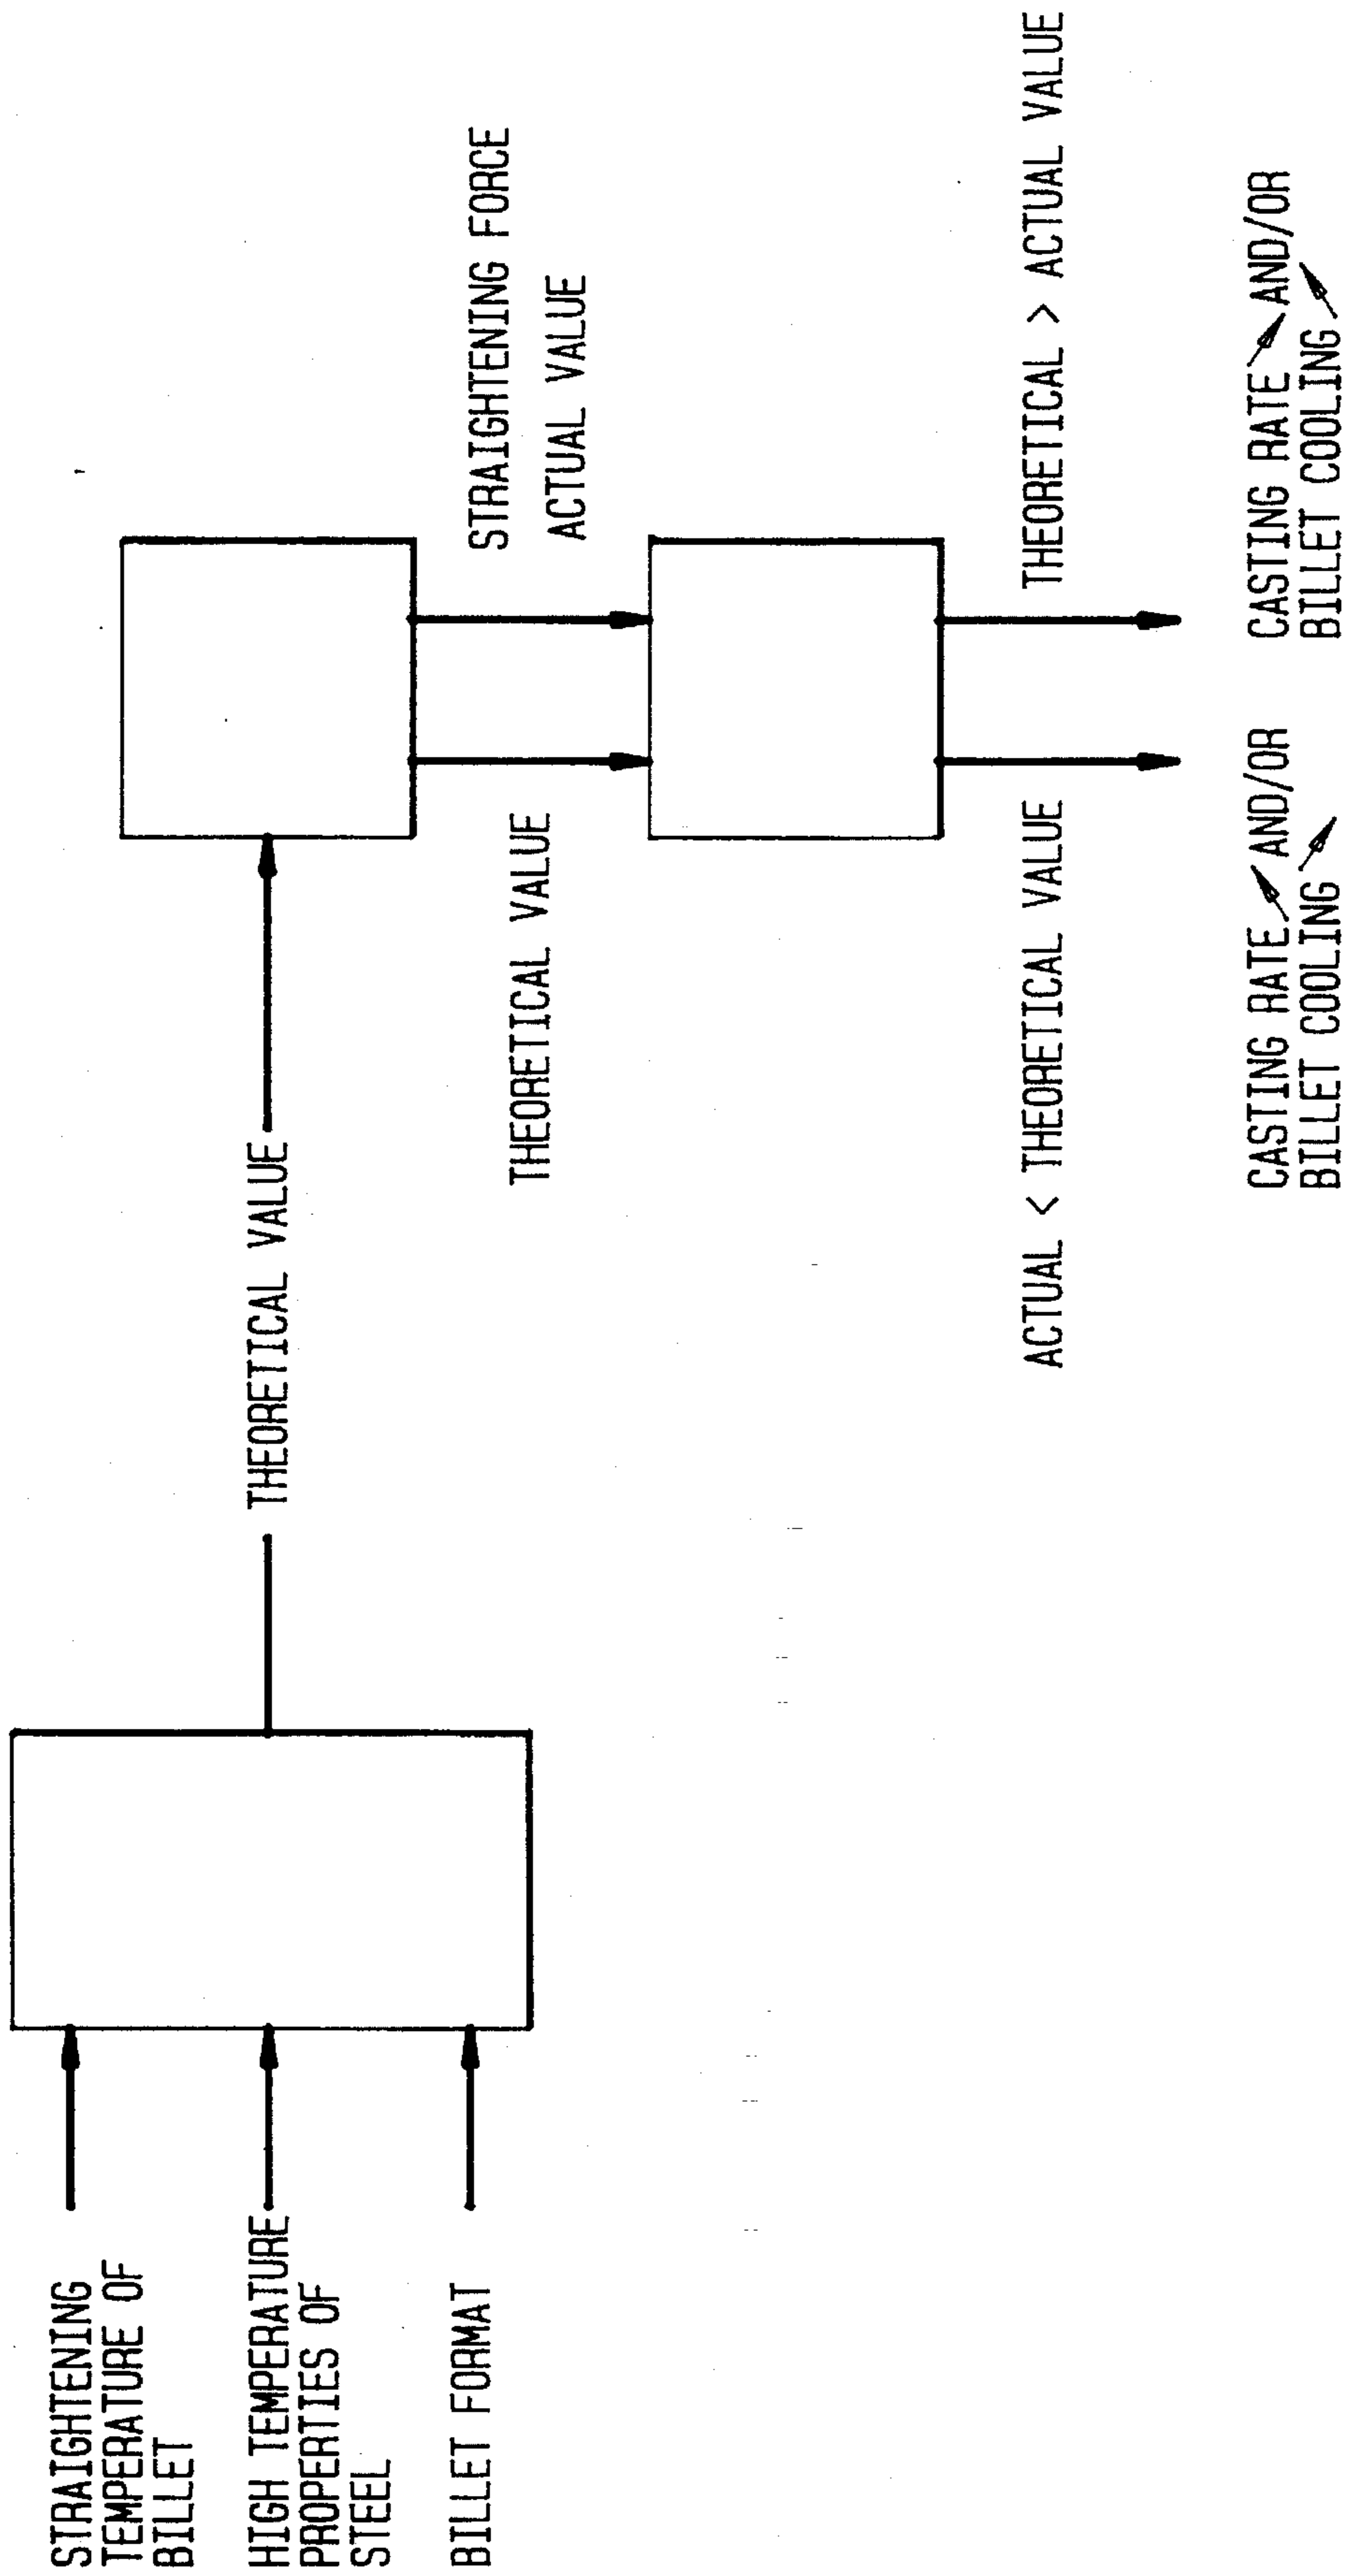 STRAIGHTENING
TEMPERATURE OF
BILLET
HIGH TEMPERATURE
PROPERTIES OF
STEEL
BILLET FORMAT
THEORETICAL VALUE
THEORETICAL VALUE
STRAIGHTENING FORCE
ACTUAL VALUE
ACTUAL < THEORETICAL VALUE
THEORETICAL > ACTUAL VALUE
CASTING RATE ↗ AND/OR
BILLET COOLING ↘
CASTING RATE ↘ AND/OR
BILLET COOLING ↗